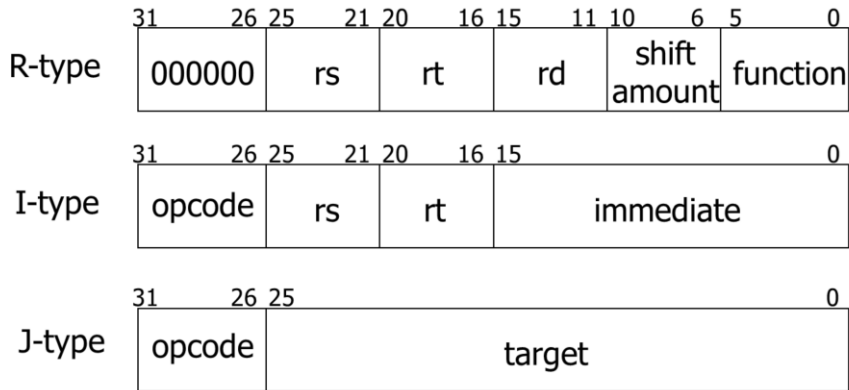 31 26 25 21 20 16 15 11 10 6 5 0
R-type 000000 rs rt rd shift amount function
31 26 25 21 20 16 15 0
I-type opcode rs rt immediate
31 26 25 0
J-type opcode target